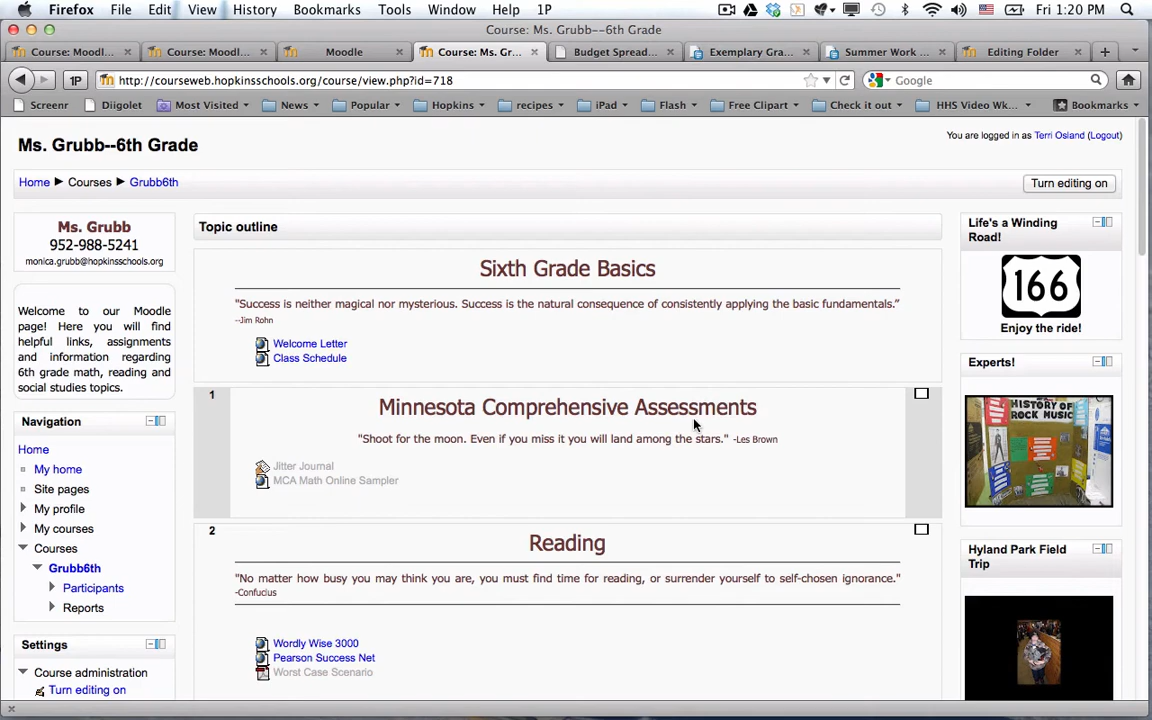 Firefox File Edit View History Bookmarks Tools Window Help 1P Fri 1:20 PM
Course: Ms. Grubb--6th Grade
Course: Moodl... Course: Moodl... Moodle Course: Ms. Gr... Budget Spread... Exemplary Gra... Summer Work ... Editing Folder
1P http://courseweb.hopkinsschools.org/course/view.php?id=718 Google
Screenr Diigolet Most Visited News Popular Hopkins recipes iPad Flash Free Clipart Check it out HHS Video Wk... Bookmarks
Ms. Grubb--6th Grade
You are logged in as Terri Osland (Logout)
Home ► Courses ► Grubb6th
Turn editing on
Ms. Grubb
952-988-5241
monica.grubb@hopkinsschools.org
Welcome to our Moodle
page! Here you will find
helpful links, assignments
and information regarding
6th grade math, reading and
social studies topics.
Navigation
Home
My home
Site pages
My profile
My courses
Courses
Grubb6th
Participants
Reports
Settings
Course administration
Turn editing on
Topic outline
Sixth Grade Basics
"Success is neither magical nor mysterious. Success is the natural consequence of consistently applying the basic fundamentals."
--Jim Rohn
Welcome Letter
Class Schedule
1
Minnesota Comprehensive Assessments
"Shoot for the moon. Even if you miss it you will land among the stars." -Les Brown
Jitter Journal
MCA Math Online Sampler
2
Reading
"No matter how busy you may think you are, you must find time for reading, or surrender yourself to self-chosen ignorance."
-Confucius
Wordly Wise 3000
Pearson Success Net
Worst Case Scenario
Life's a Winding
Road!
166
Enjoy the ride!
Experts!
HISTORY OF
ROCK MUSIC
Hyland Park Field
Trip